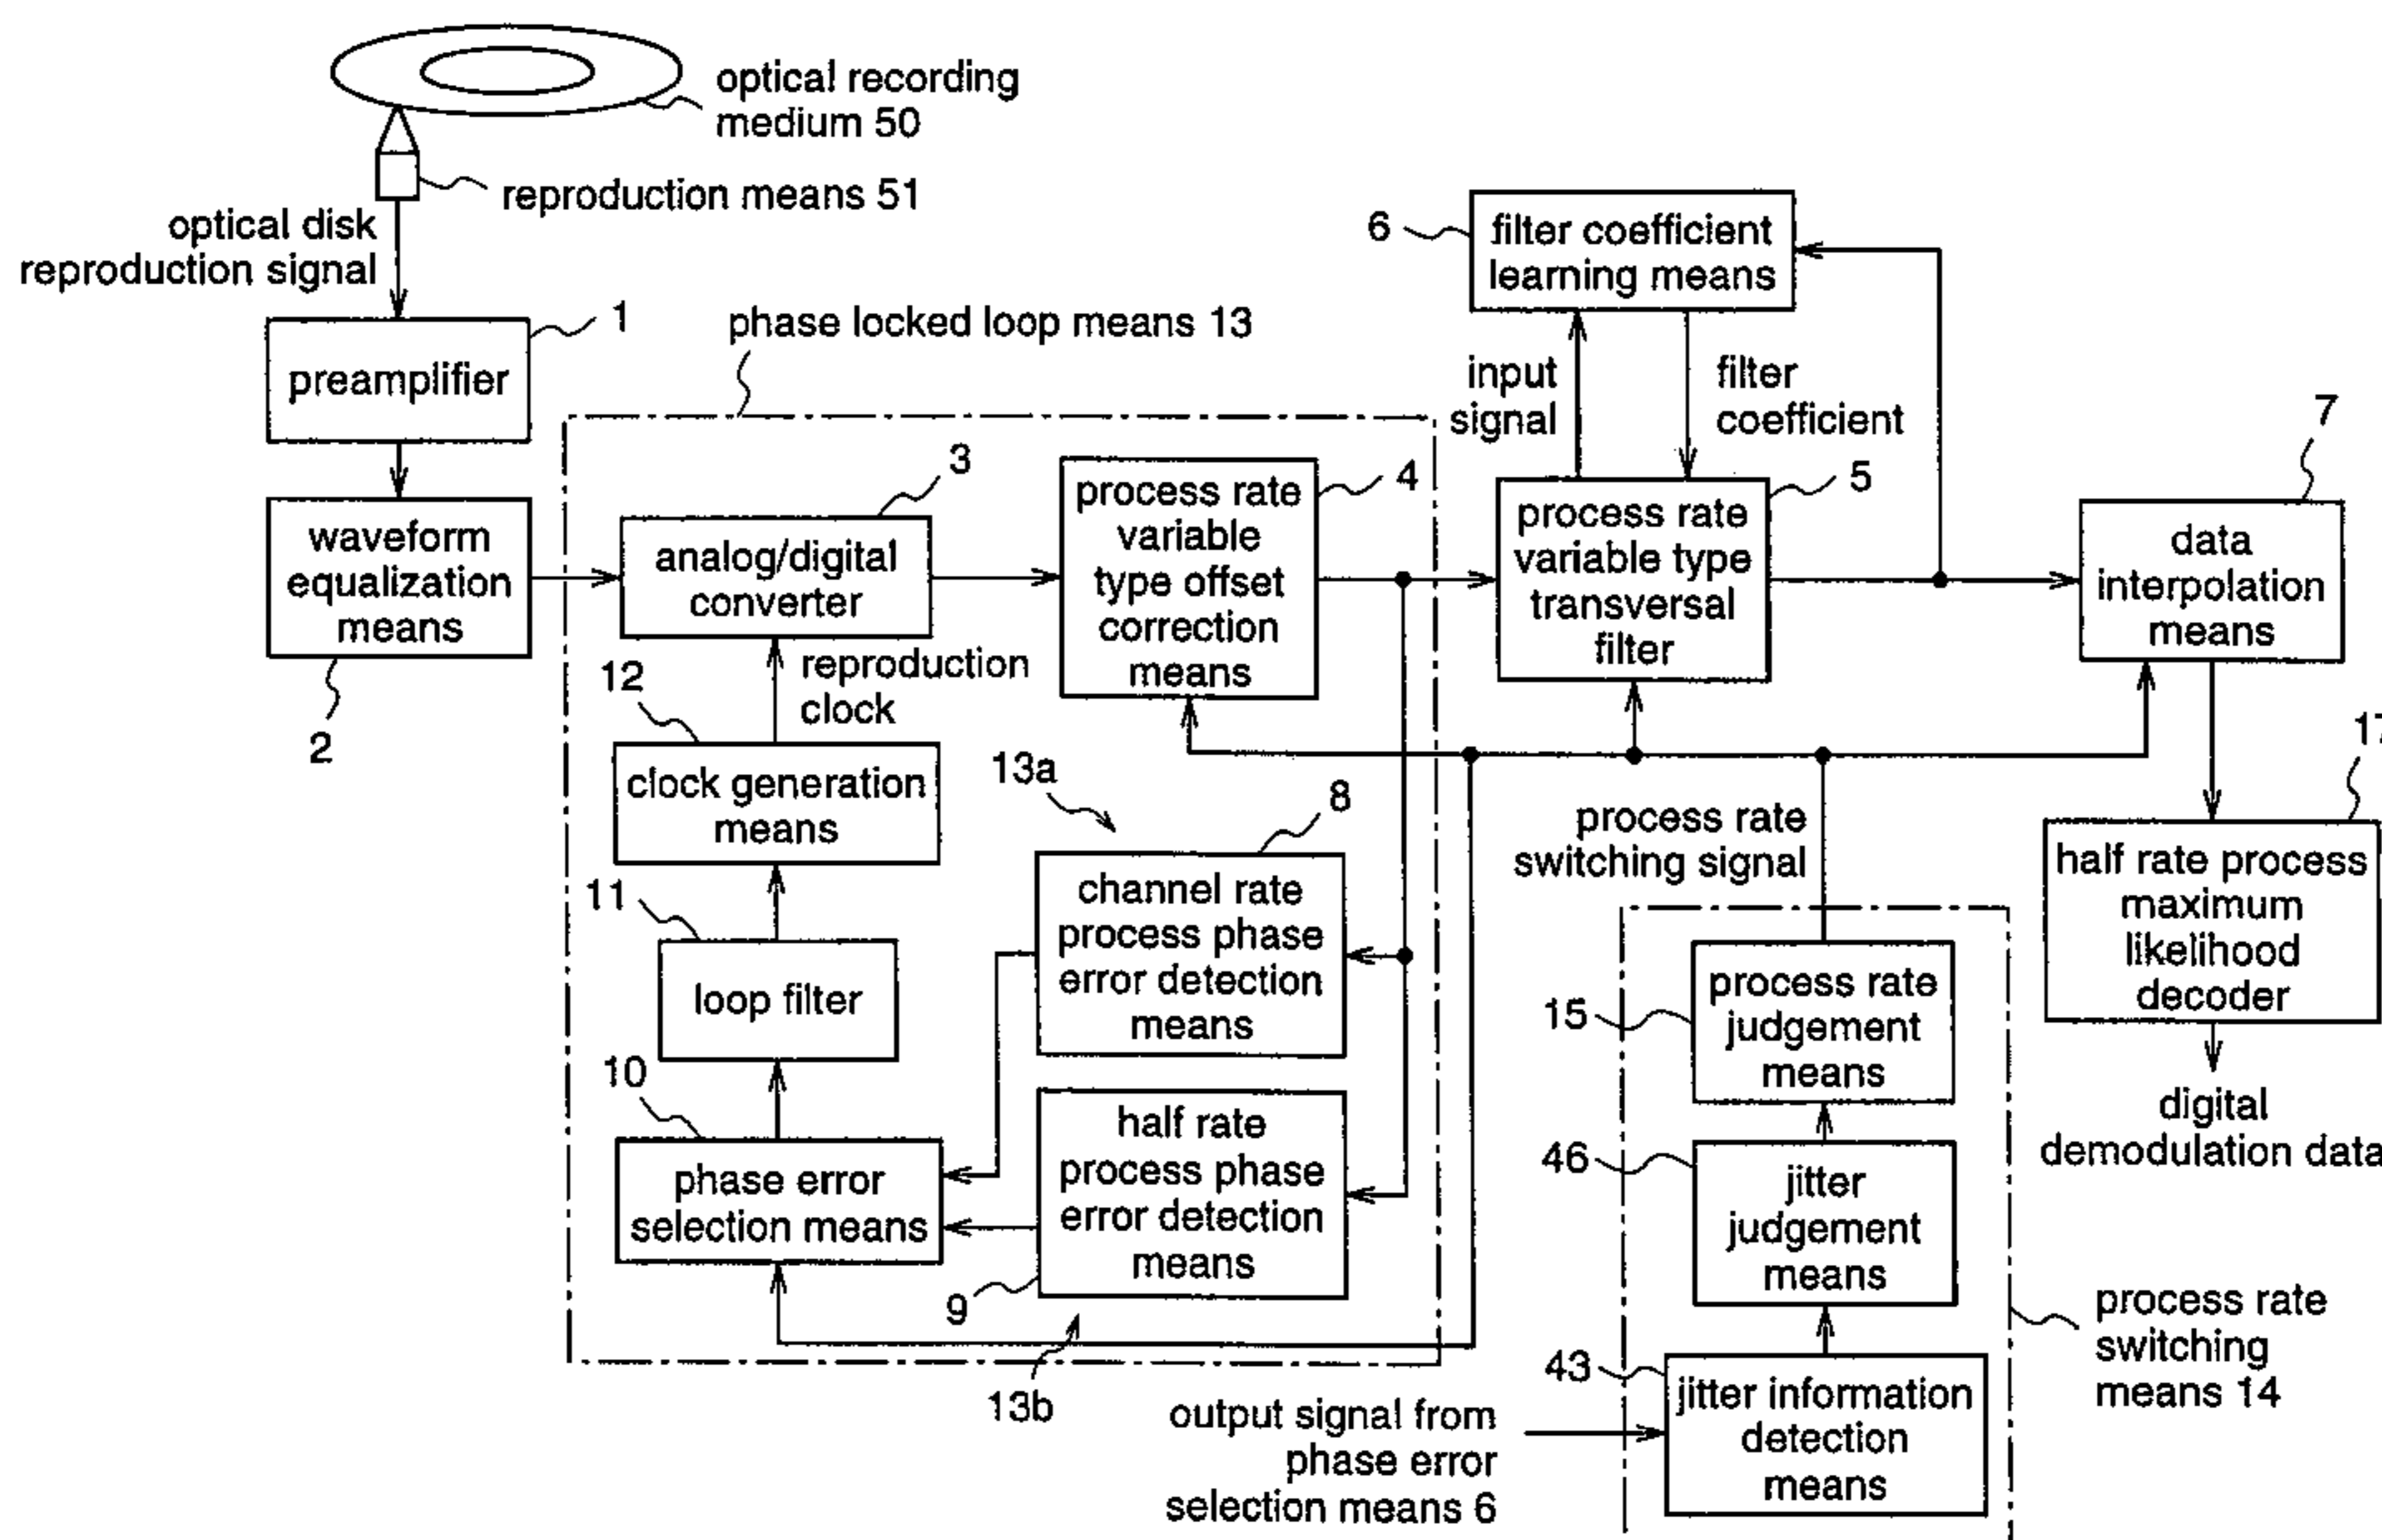 optical recording
medium 50
reproduction means 51
optical disk
reproduction signal
1
preamplifier
waveform
equalization
means
2
phase locked loop means 13
3
analog/digital
converter
4
process rate
variable
type offset
correction
means
reproduction
clock
12
clock generation
means
11
loop filter
10
phase error
selection means
13a
8
channel rate
process phase
error detection
means
half rate
process phase
error detection
means
9
13b
6
filter coefficient
learning means
input
signal
filter
coefficient
5
process rate
variable type
transversal
filter
7
data
interpolation
means
process rate
switching signal
17
half rate process
maximum
likelihood
decoder
digital
demodulation data
15
process rate
judgement
means
46
jitter
judgement
means
43
jitter information
detection
means
process rate
switching
means 14
output signal from
phase error
selection means 6